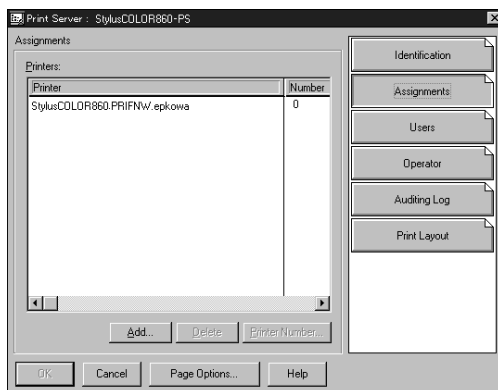 Print Server : StylusCOLOR860-PS
Assignments
Printers:
Printer Number
StylusCOLOR860.PRIFNW.epkowa 0
Add... Delete Printer Number...
OK Cancel Page Options... Help
Identification
Assignments
Users
Operator
Auditing Log
Print Layout